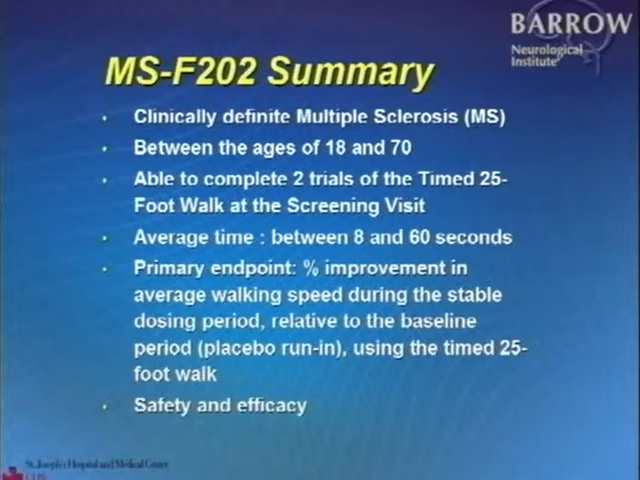 BARROW
Neurological
Institute
MS-F202 Summary
• Clinically definite Multiple Sclerosis (MS)
• Between the ages of 18 and 70
• Able to complete 2 trials of the Timed 25-
Foot Walk at the Screening Visit
• Average time : between 8 and 60 seconds
• Primary endpoint: % improvement in
average walking speed during the stable
dosing period, relative to the baseline
period (placebo run-in), using the timed 25-
foot walk
• Safety and efficacy
St. Joseph's Hospital and Medical Center